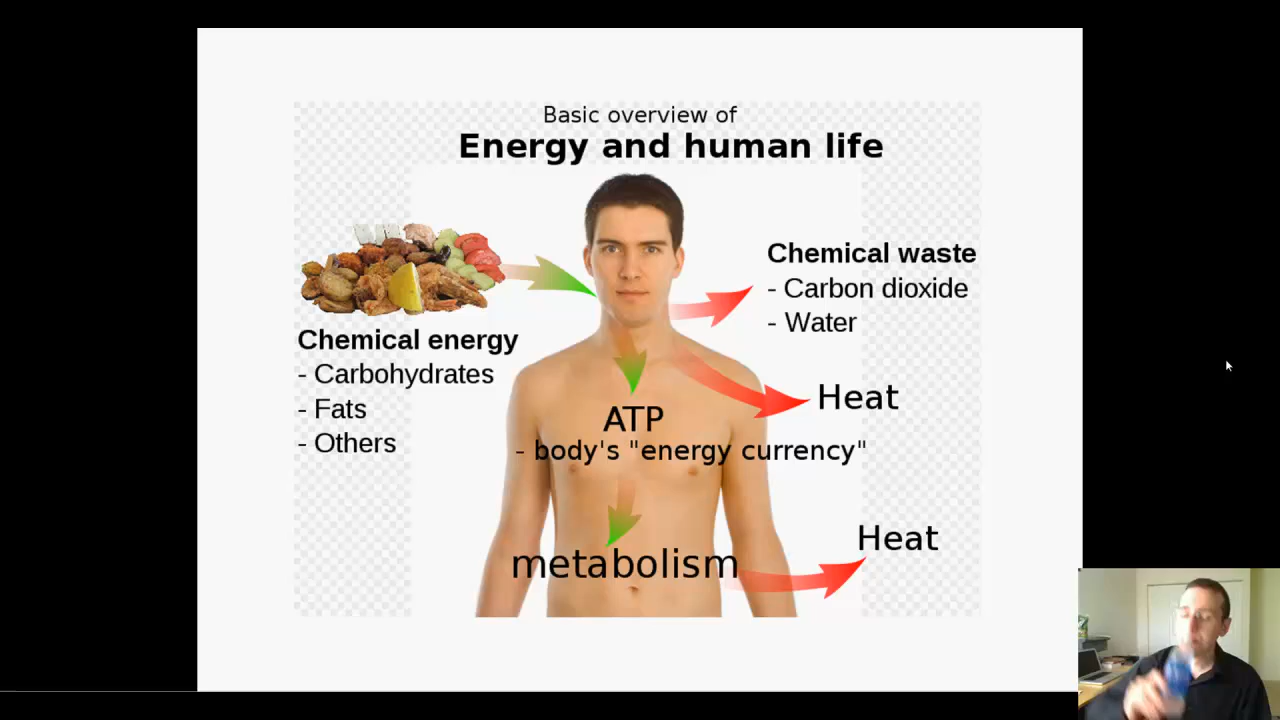 Basic overview of
Energy and human life
Chemical energy
- Carbohydrates
- Fats
- Others
Chemical waste
- Carbon dioxide
- Water
Heat
ATP
- body's "energy currency"
metabolism
Heat